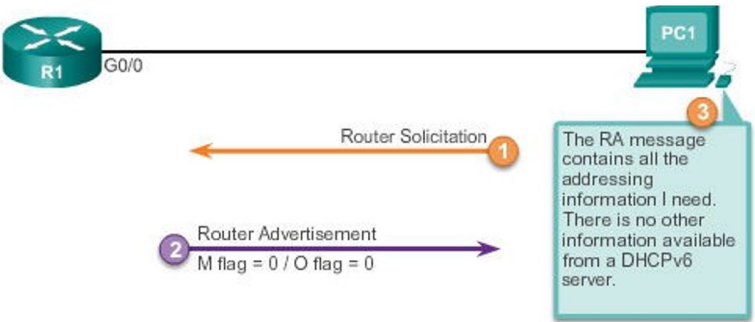 PC1
R1
G0/0
3
Router Solicitation
1
The RA message
contains all the
addressing
information I need.
There is no other
information available
from a DHCPv6
server.
2
Router Advertisement
M flag = 0 / O flag = 0